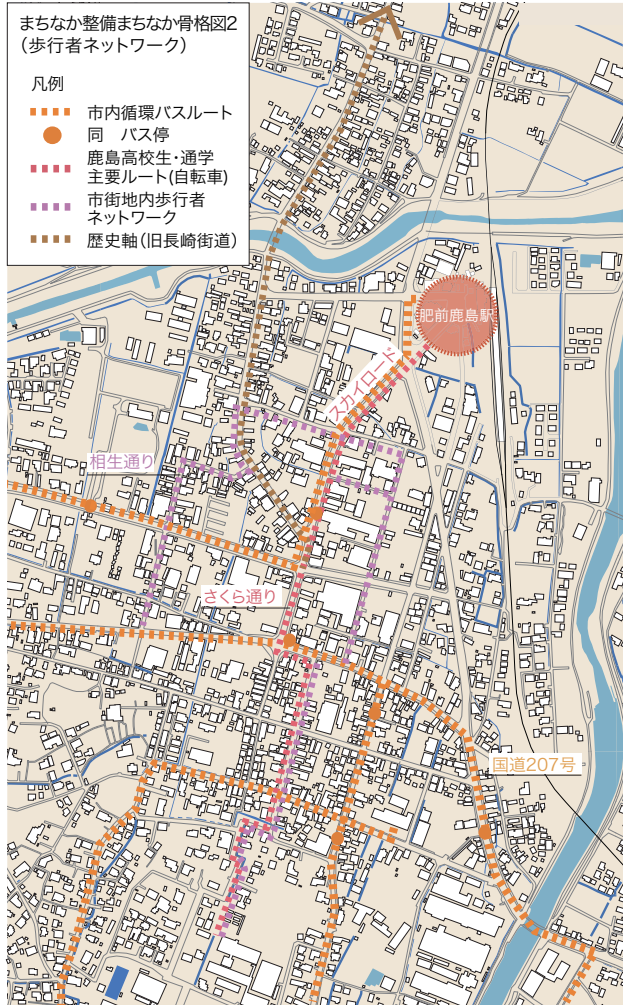 まちなか整備まちなか骨格図2
（歩行者ネットワーク）
凡例
市内循環バスルート
同　バス停
鹿島高校生・通学
主要ルート(自転車)
市街地内歩行者
ネットワーク
歴史軸（旧長崎街道）
肥前鹿島駅
スカイロード
相生通り
さくら通り
国道207号